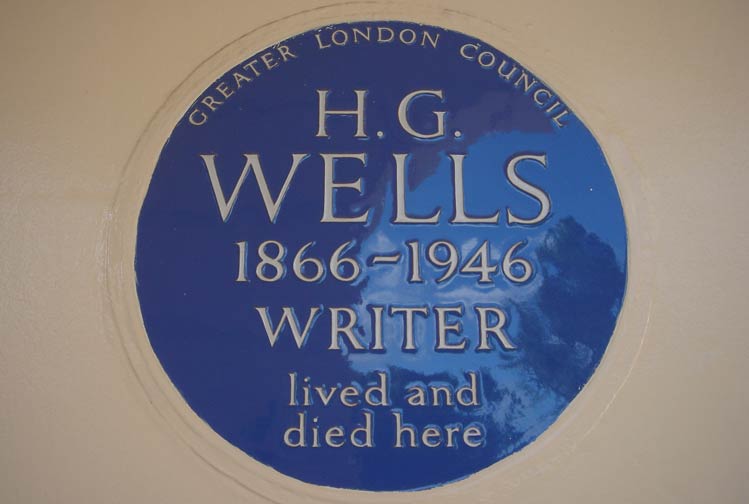 GREATER LONDON COUNCIL
H. G.
WELLS
1866–1946
WRITER
lived and
died here